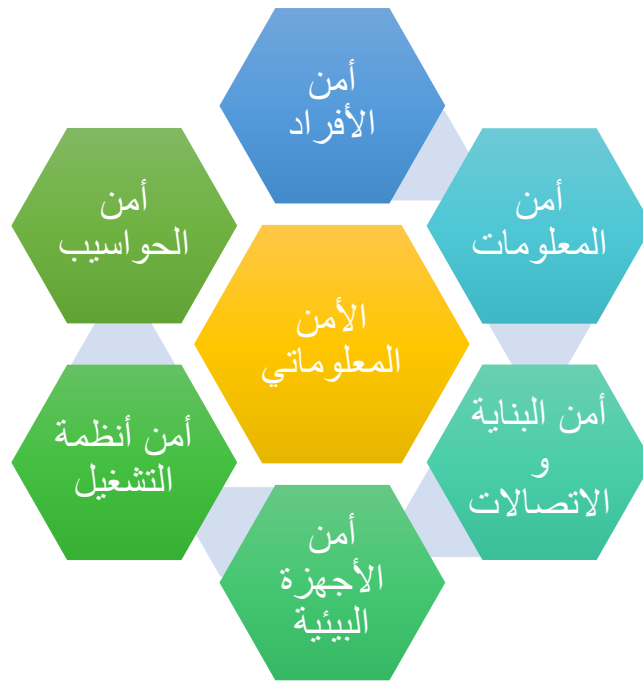 أمن
الأفراد
أمن
المعلومات
أمن البناية
و
الاتصالات
أمن
الأجهزة
البيئية
أمن أنظمة
التشغيل
أمن
الحواسيب
الأمن
المعلوماتي